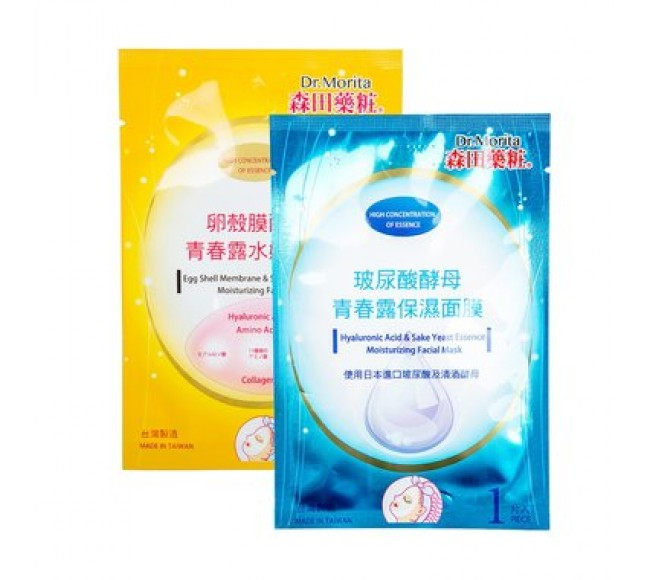 Dr.Morita
森田藥粧
HIGH CONCENTRATION
OF ESSENCE
卵殼膜
青春露水
Egg Shell Membrane &
Moisturizing
Hyaluronic
Amino
Collagen
台灣製造
MADE IN TAIWAN
Dr.Morita
森田藥粧
HIGH CONCENTRATION
OF ESSENCE
玻尿酸酵母
青春露保濕面膜
Hyaluronic Acid & Sake Yeast Essence
Moisturizing Facial Mask
使用日本進口玻尿酸及清酒酵母
MADE IN TAIWAN
1
片入
PIECE